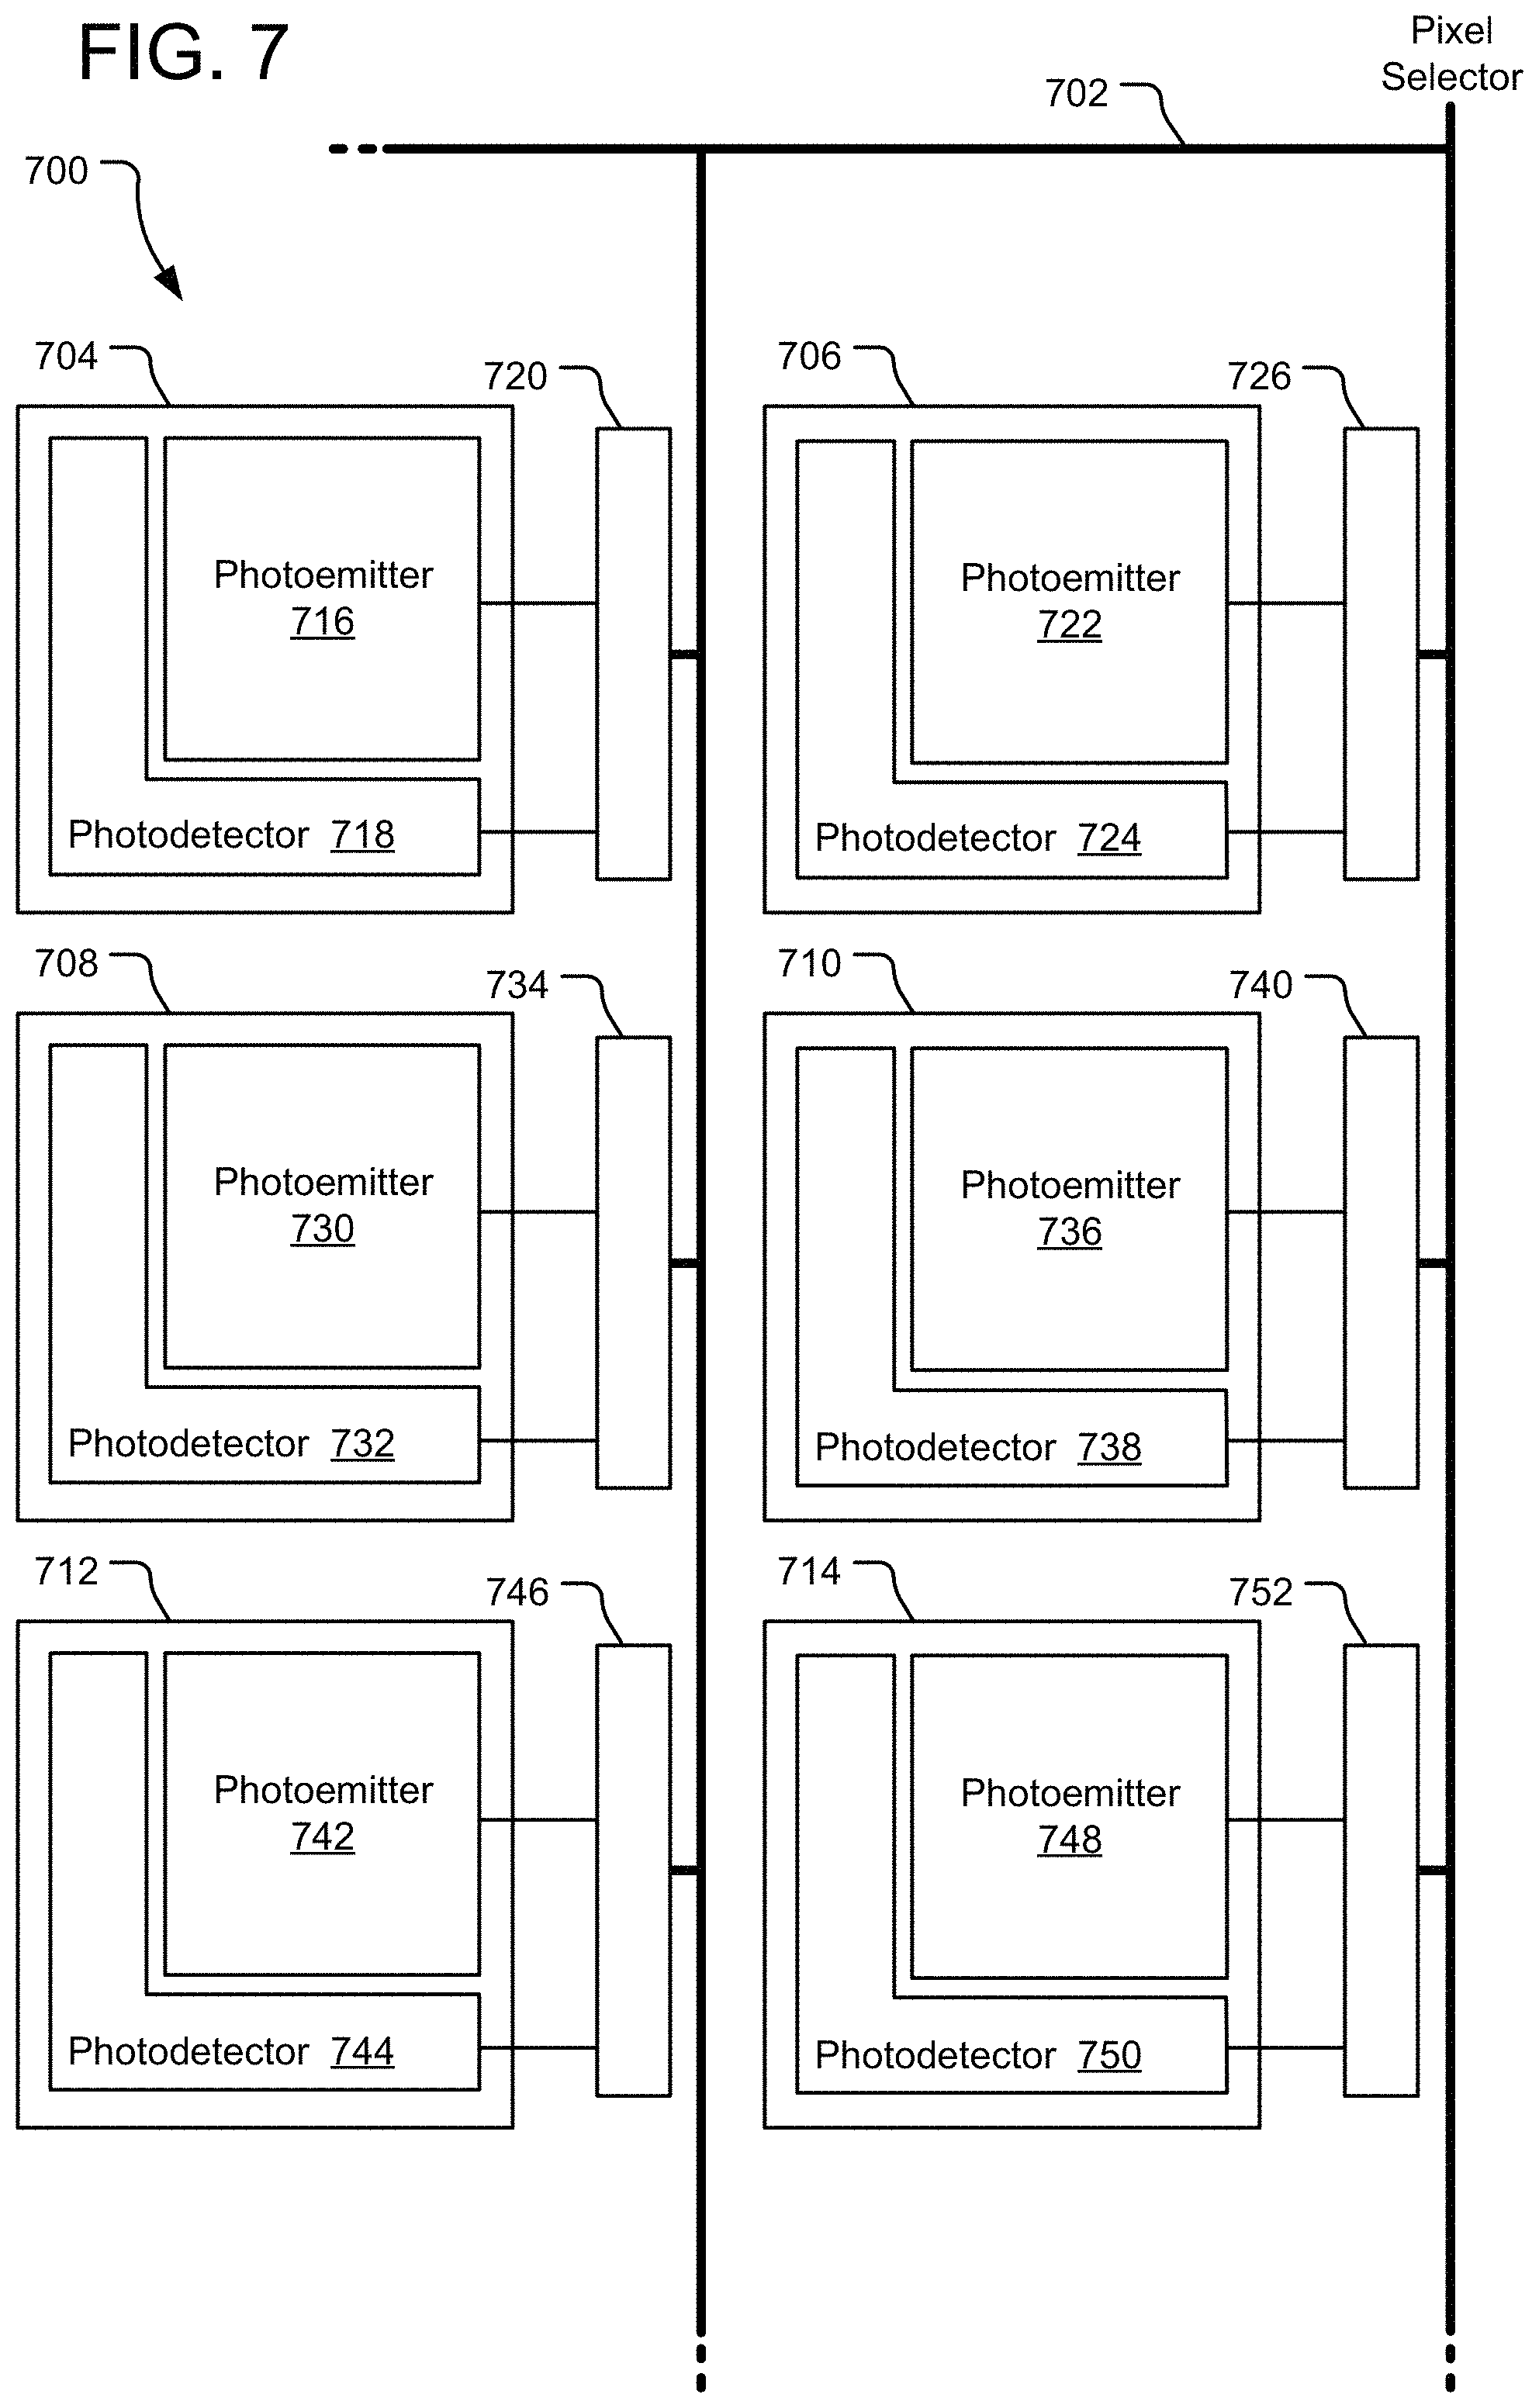 FIG. 7
Pixel
Selector
702
700
704
720
706
726
Photoemitter
716
Photoemitter
722
Photodetector 718
Photodetector 724
708
734
710
740
Photoemitter
730
Photoemitter
736
Photodetector 732
Photodetector 738
712
746
714
752
Photoemitter
742
Photoemitter
748
Photodetector 744
Photodetector 750